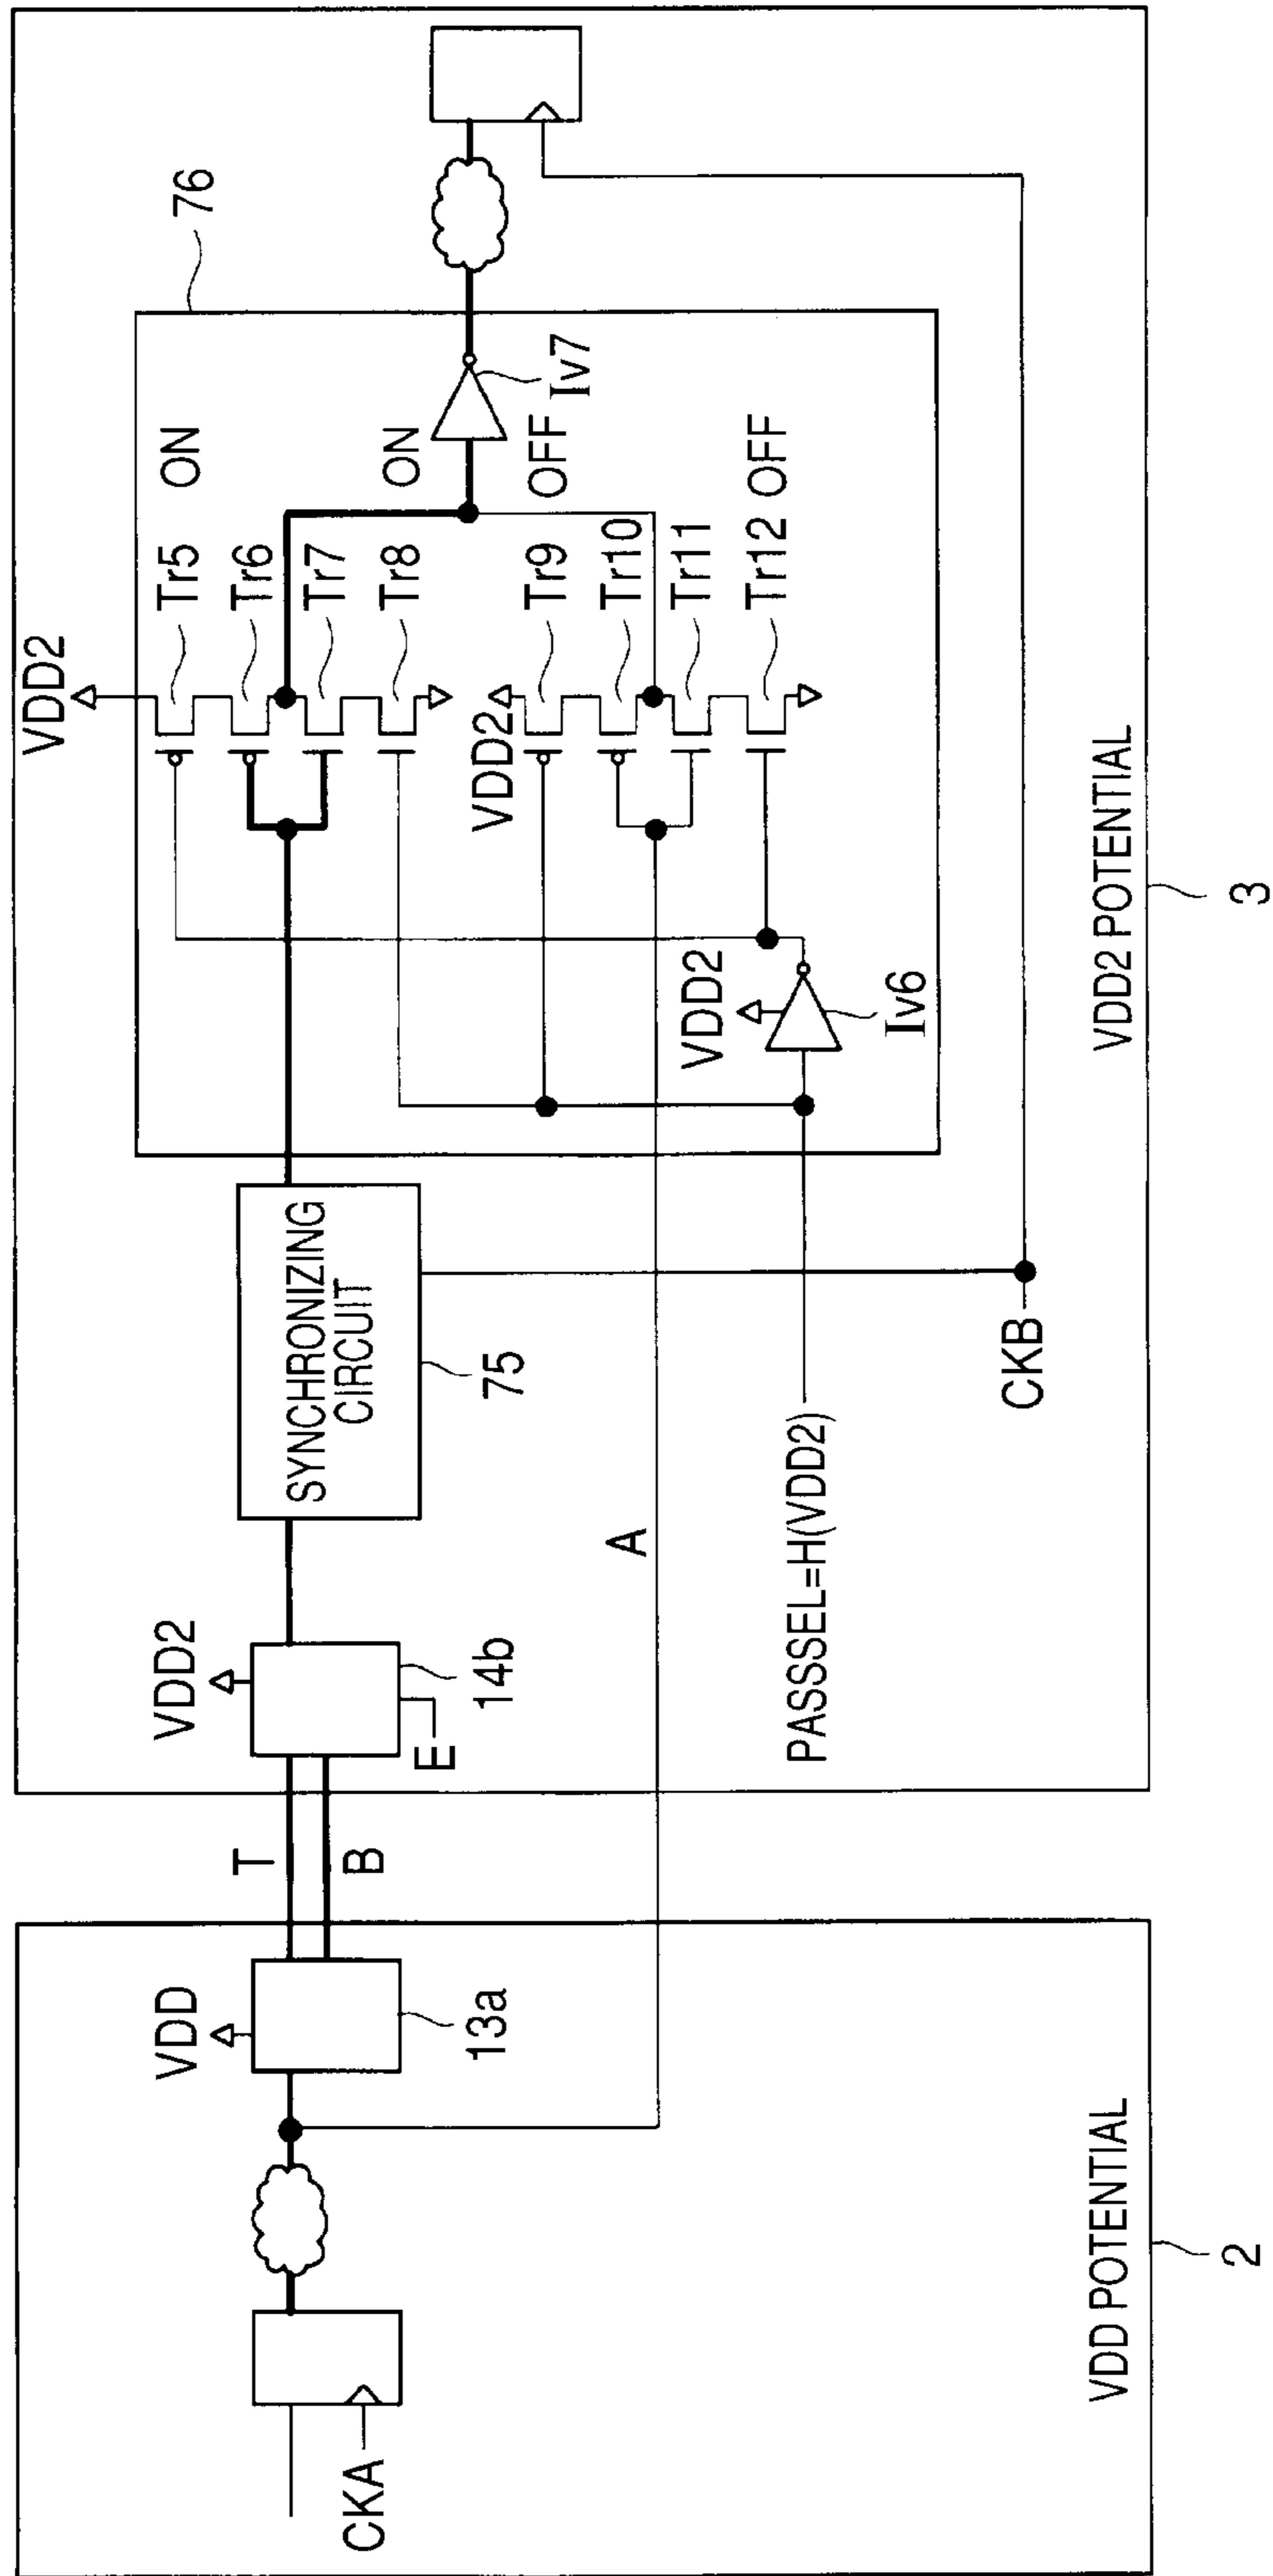 VDD
13a
CKA
VDD POTENTIAL
2
T
B
VDD2
14b
E
SYNCHRONIZING
CIRCUIT
75
A
PASSSEL=H(VDD2)
CKB
76
VDD2
Tr5
ON
Tr6
Tr7
Tr8
ON
VDD2
Tr9
OFF
Tr10
Tr11
Tr12
OFF
VDD2
Iv6
Iv7
VDD2 POTENTIAL
3